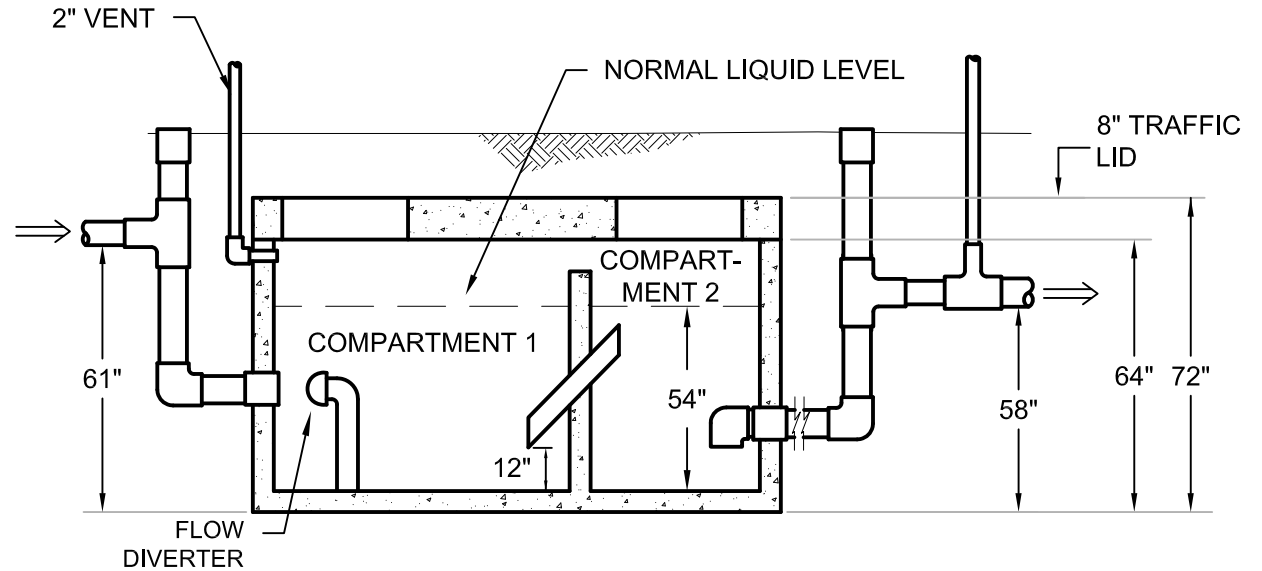 2" VENT
NORMAL LIQUID LEVEL
8" TRAFFIC
LID
COMPART-
MENT 2
COMPARTMENT 1
61"
54"
58"
64"
72"
12"
FLOW
DIVERTER